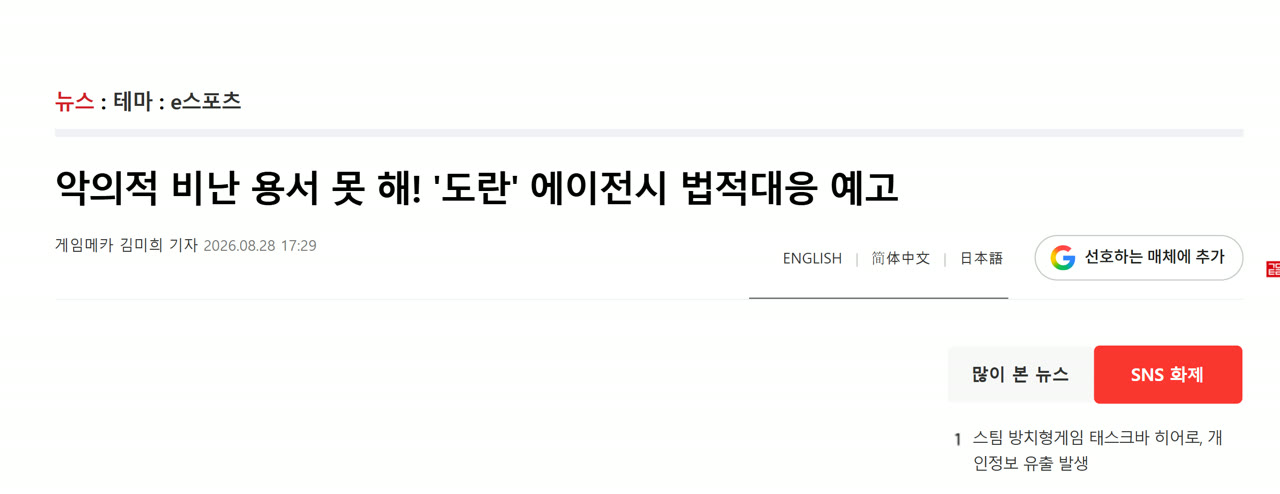 뉴스 : 테마 : e스포츠
악의적 비난 용서 못 해! '도란' 에이전시 법적대응 예고
게임메카 김미희 기자 2026.08.28 17:29
ENGLISH | 简体中文 | 日本語
선호하는 매체에 추가
많이 본 뉴스
SNS 화제
1 스팀 방치형게임 태스크바 히어로, 개
인정보 유출 발생